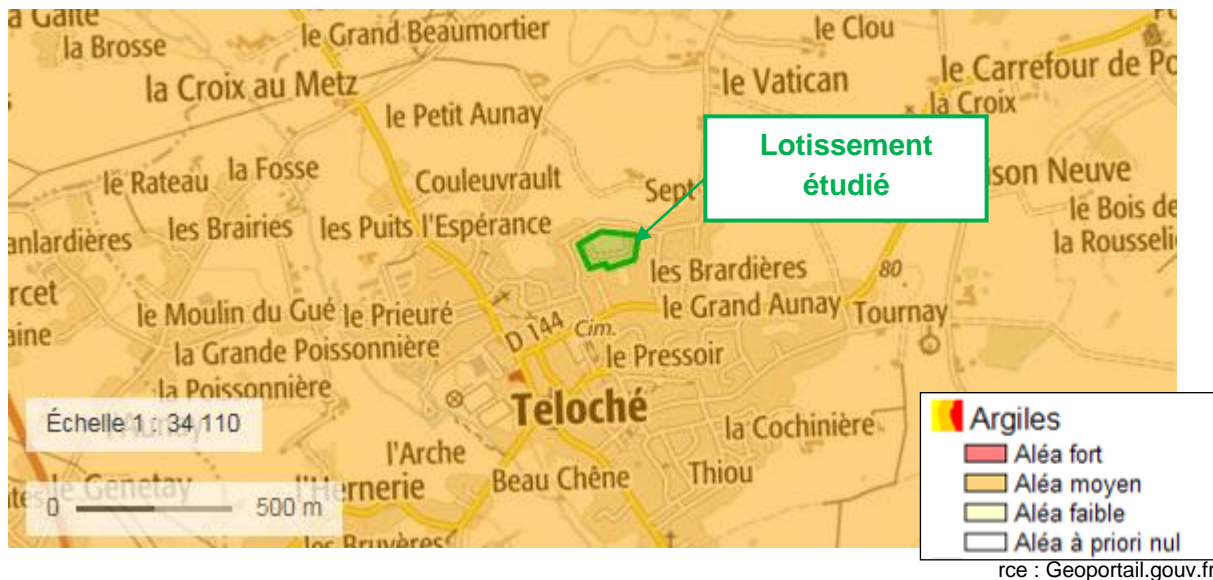 a Gaite
la Brosse
le Grand Beaumortier
le Clou
la Croix au Metz
le Vatican
le Carrefour de Po
la Croix
le Petit Aunay
Lotissement
étudié
le Rateau
la Fosse
Couleuvrault
Sept
ison Neuve
anlardières
les Brairies
les Puits
l'Espérance
le Bois de
la Rousseli
les Brardières
80
rcet
aine
le Moulin du Gué
le Prieuré
le Grand Aunay
Tournay
D 144
Cim.
la Grande Poissonnière
le Pressoir
la Poissonnière
Teloché
Échelle 1 : 34 110
la Cochinière
l'Arche
Beau Chêne
Thiou
le Genetay
l'Hernerie
0
500 m
les Bruyères
Argiles
Aléa fort
Aléa moyen
Aléa faible
Aléa à priori nul
rce : Geoportail.gouv.fr